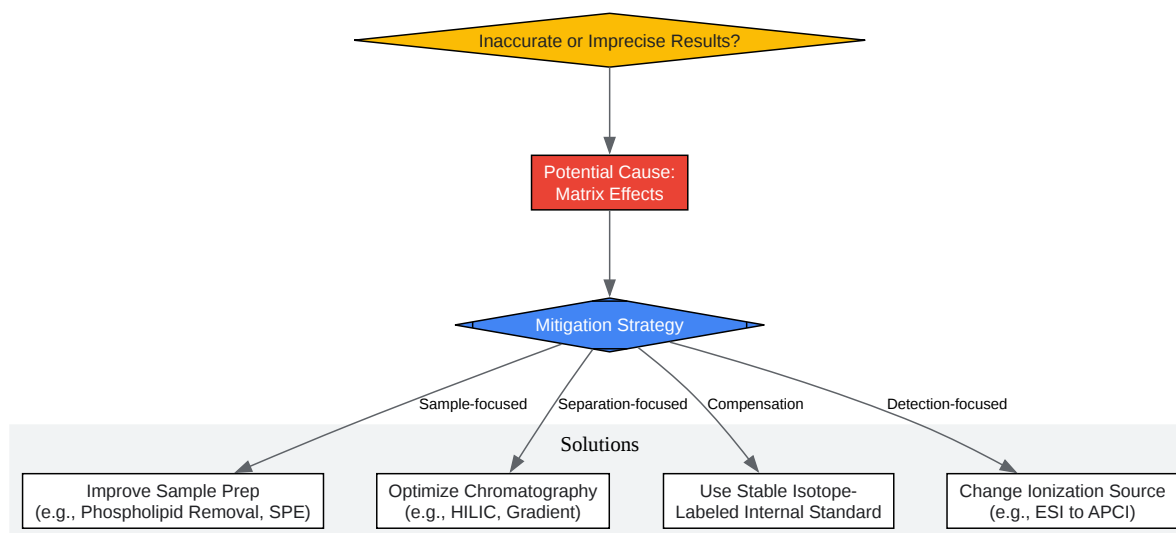 Inaccurate or Imprecise Results?
Potential Cause:
Matrix Effects
Mitigation Strategy
Sample-focused
Separation-focused
Compensation
Detection-focused
Solutions
Improve Sample Prep
(e.g., Phospholipid Removal, SPE)
Optimize Chromatography
(e.g., HILIC, Gradient)
Use Stable Isotope-
Labeled Internal Standard
Change Ionization Source
(e.g., ESI to APCI)